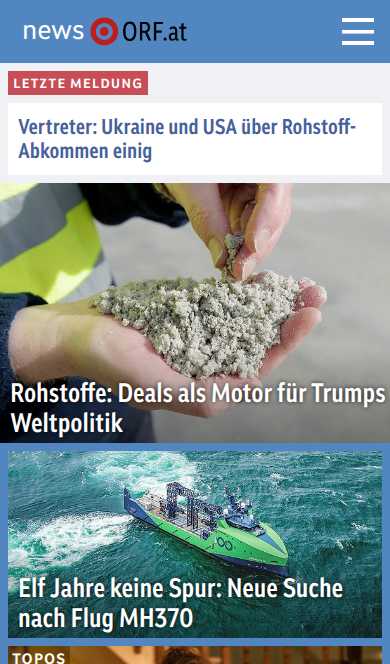 news ORF.at
LETZTE MELDUNG
Vertreter: Ukraine und USA über Rohstoff-
Abkommen einig
Rohstoffe: Deals als Motor für Trumps
Weltpolitik
Elf Jahre keine Spur: Neue Suche
nach Flug MH370
TOPOS